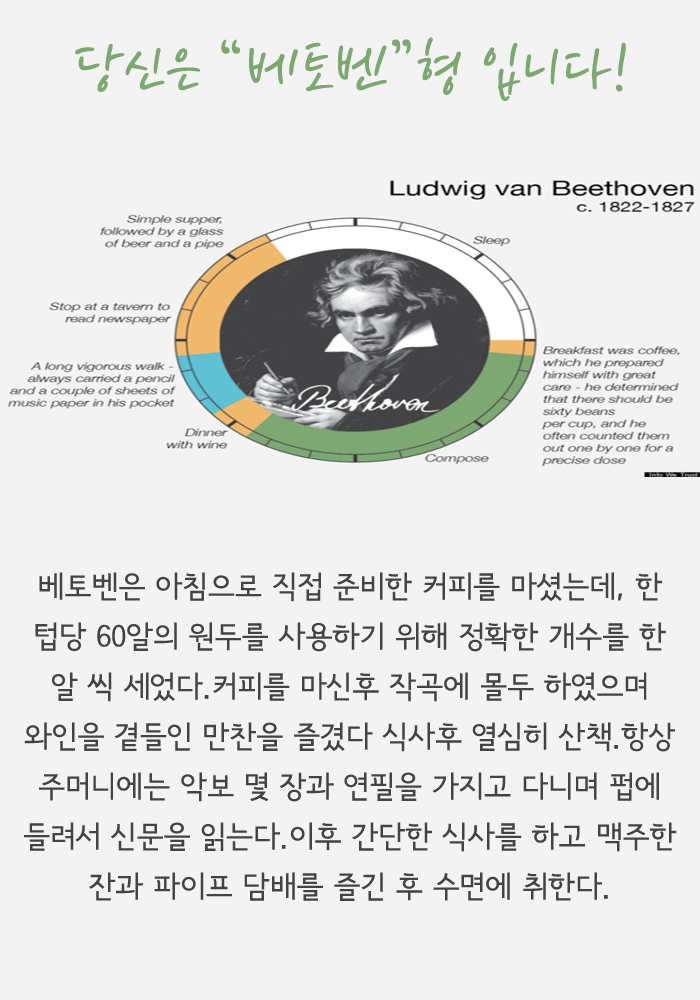 당신은 “베토벤”형 입니다!
Ludwig van Beethoven
c. 1822-1827
Simple supper,
followed by a glass
of beer and a pipe
Sleep
Stop at a tavern to
read newspaper
A long vigorous walk -
always carried a pencil
and a couple of sheets of
music paper in his pocket
Dinner
with wine
Breakfast was coffee,
which he prepared
himself with great
care - he determined
that there should be
sixty beans
per cup, and he
often counted them
out one by one for a
precise dose
Compose
Beethoven
Info We Trust
베토벤은 아침으로 직접 준비한 커피를 마셨는데, 한
텁당 60알의 원두를 사용하기 위해 정확한 개수를 한
알 씩 세었다.커피를 마신후 작곡에 몰두 하였으며
와인을 곁들인 만찬을 즐겼다 식사후 열심히 산책.항상
주머니에는 악보 몇 장과 연필을 가지고 다니며 펍에
들려서 신문을 읽는다.이후 간단한 식사를 하고 맥주한
잔과 파이프 담배를 즐긴 후 수면에 취한다.